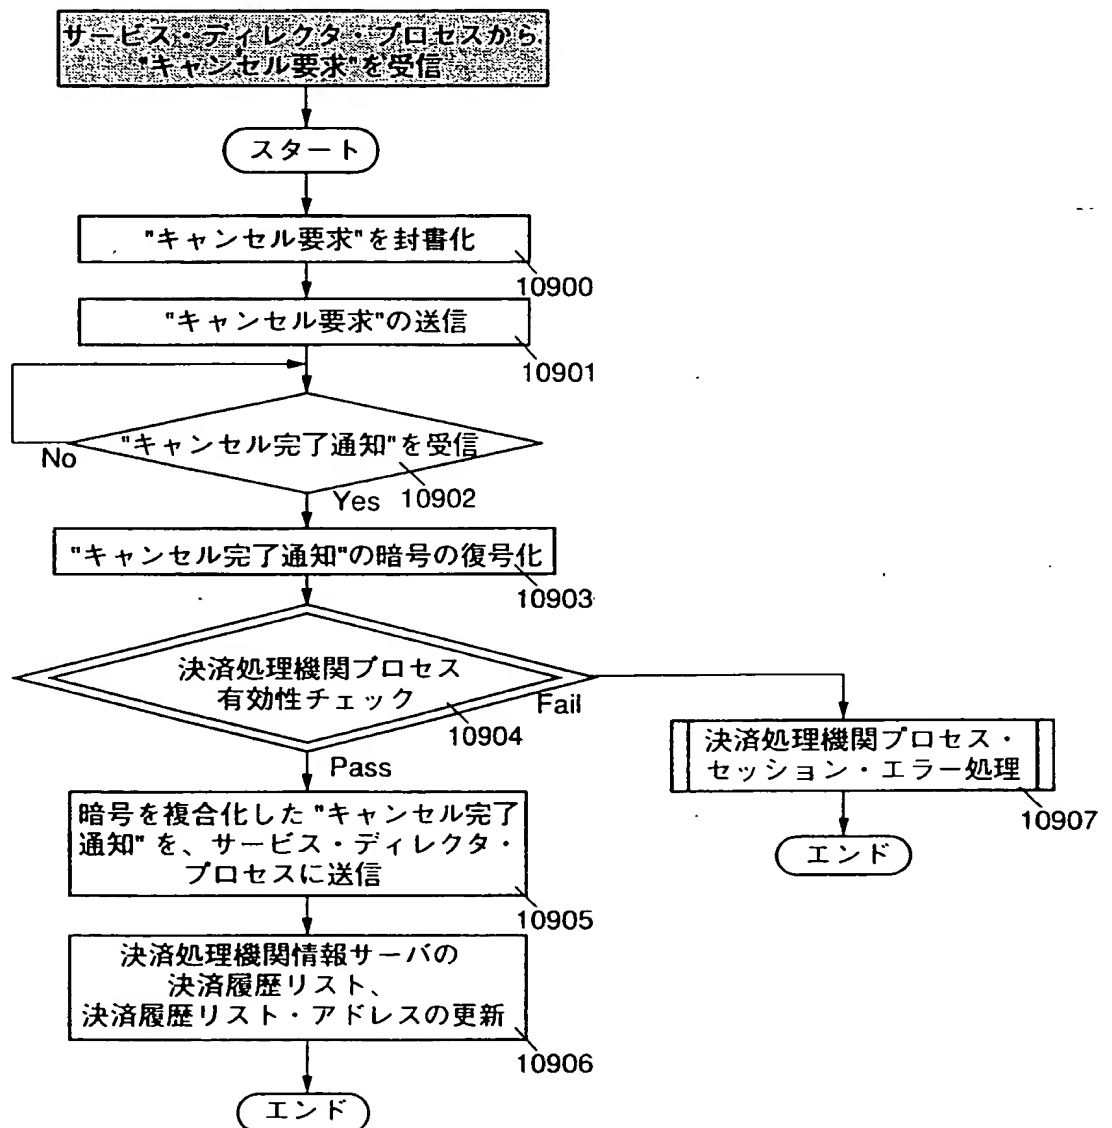 サービス・ディレクタ・プロセスから
"キャンセル要求"を受信
スタート
"キャンセル要求"を封書化
10900
"キャンセル要求"の送信
10901
"キャンセル完了通知"を受信
No
10902
Yes
"キャンセル完了通知"の暗号の復号化
10903
決済処理機関プロセス
有効性チェック
Fail
10904
Pass
決済処理機関プロセス・
セッション・エラー処理
10907
エンド
暗号を複合化した"キャンセル完了
通知"を、サービス・ディレクタ・
プロセスに送信
10905
決済処理機関情報サーバの
決済履歴リスト、
決済履歴リスト・アドレスの更新
10906
エンド